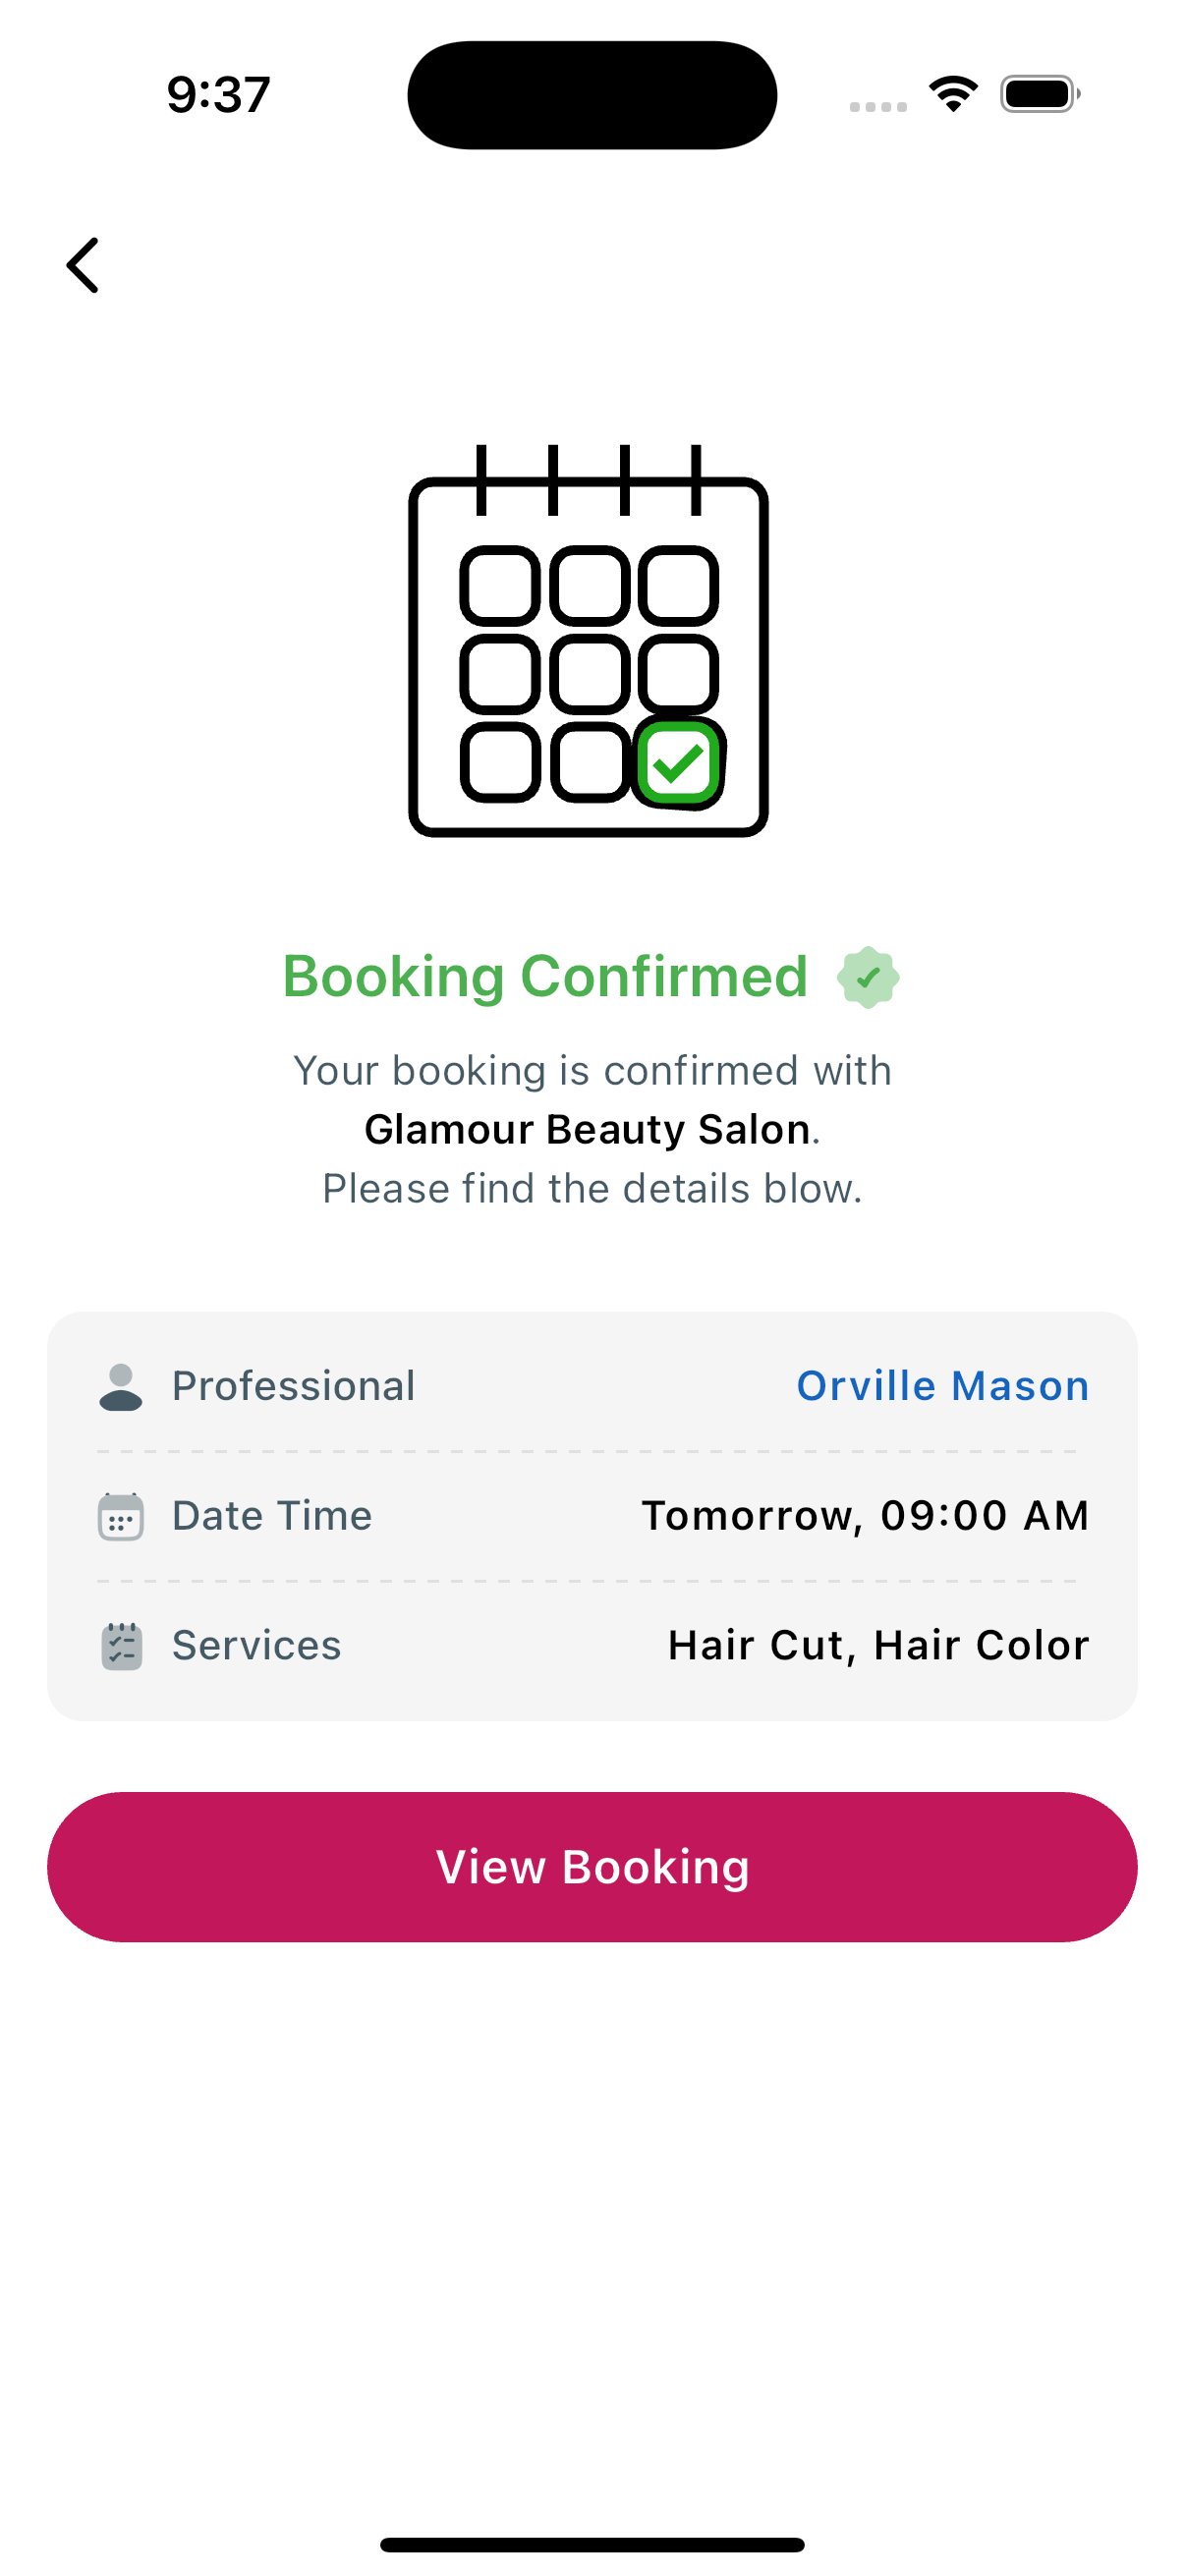 9:37
Booking Confirmed
Your booking is confirmed with
Glamour Beauty Salon.
Please find the details blow.
Professional Orville Mason
Date Time Tomorrow, 09:00 AM
Services Hair Cut, Hair Color
View Booking